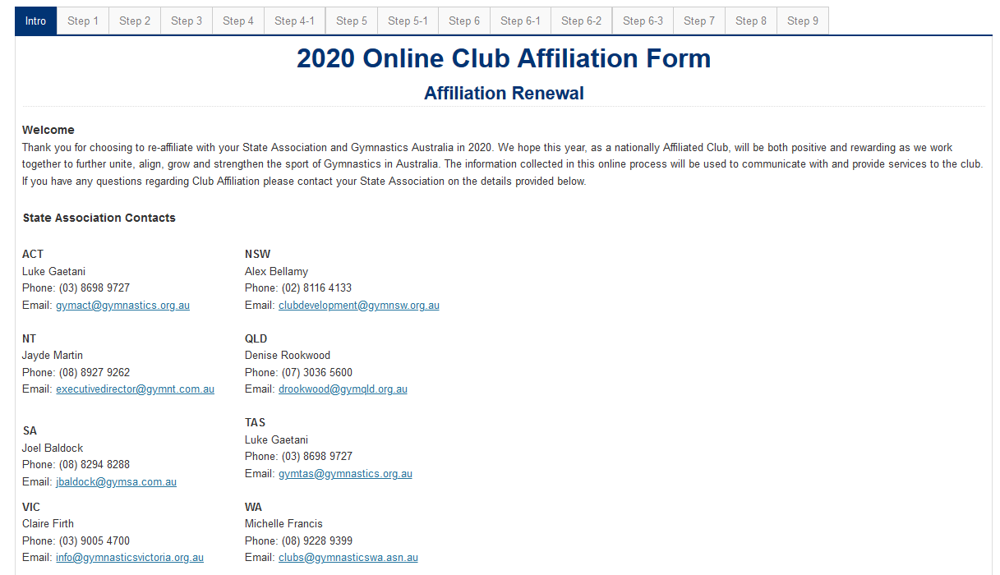 Intro Step 1 Step 2 Step 3 Step 4 Step 4-1 Step 5 Step 5-1 Step 6 Step 6-1 Step 6-2 Step 6-3 Step 7 Step 8 Step 9
2020 Online Club Affiliation Form
Affiliation Renewal
Welcome
Thank you for choosing to re-affiliate with your State Association and Gymnastics Australia in 2020. We hope this year, as a nationally Affiliated Club, will be both positive and rewarding as we work
together to further unite, align, grow and strengthen the sport of Gymnastics in Australia. The information collected in this online process will be used to communicate with and provide services to the club.
If you have any questions regarding Club Affiliation please contact your State Association on the details provided below.
State Association Contacts
ACT
Luke Gaetani
Phone: (03) 8698 9727
Email: gymact@gymnastics.org.au
NSW
Alex Bellamy
Phone: (02) 8116 4133
Email: clubdevelopment@gymnsw.org.au
NT
Jayde Martin
Phone: (08) 8927 9262
Email: executivedirector@gymnt.com.au
QLD
Denise Rookwood
Phone: (07) 3036 5600
Email: drookwood@gymqld.org.au
SA
Joel Baldock
Phone: (08) 8294 8288
Email: jbaldock@gymsa.com.au
TAS
Luke Gaetani
Phone: (03) 8698 9727
Email: gymtas@gymnastics.org.au
VIC
Claire Firth
Phone: (03) 9005 4700
Email: info@gymnasticsvictoria.org.au
WA
Michelle Francis
Phone: (08) 9228 9399
Email: clubs@gymnasticswa.asn.au